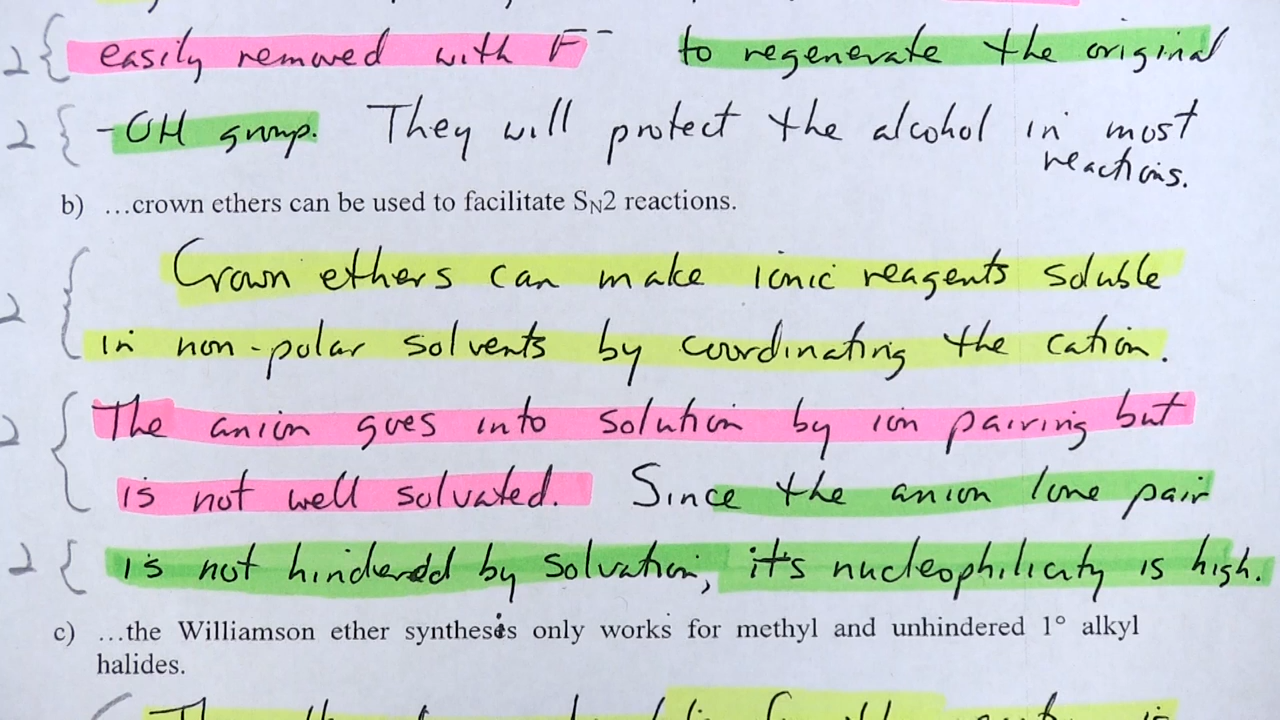 2 { easily removed with F⁻ to regenerate the original
2 { -OH group. They will protect the alcohol in most
reactions.
b) …crown ethers can be used to facilitate SN2 reactions.
Crown ethers can make ionic reagents soluble
2 { in non-polar solvents by coordinating the cation.
The anion goes into solution by ion pairing but
2 { is not well solvated. Since the anion lone pair
2 { is not hindered by solvation, it's nucleophilicity is high.
c) …the Williamson ether synthesis only works for methyl and unhindered 1° alkyl
halides.